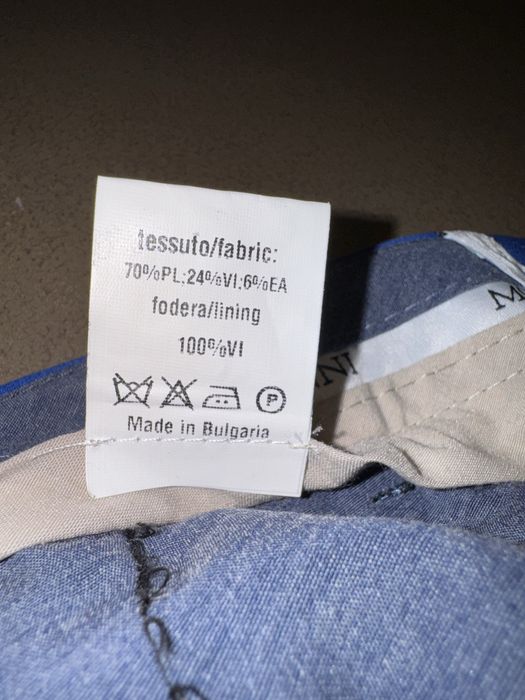 tessuto/fabric:
70%PL:24%VI:6%EA
fodera/lining
100%VI
P
Made in Bulgaria